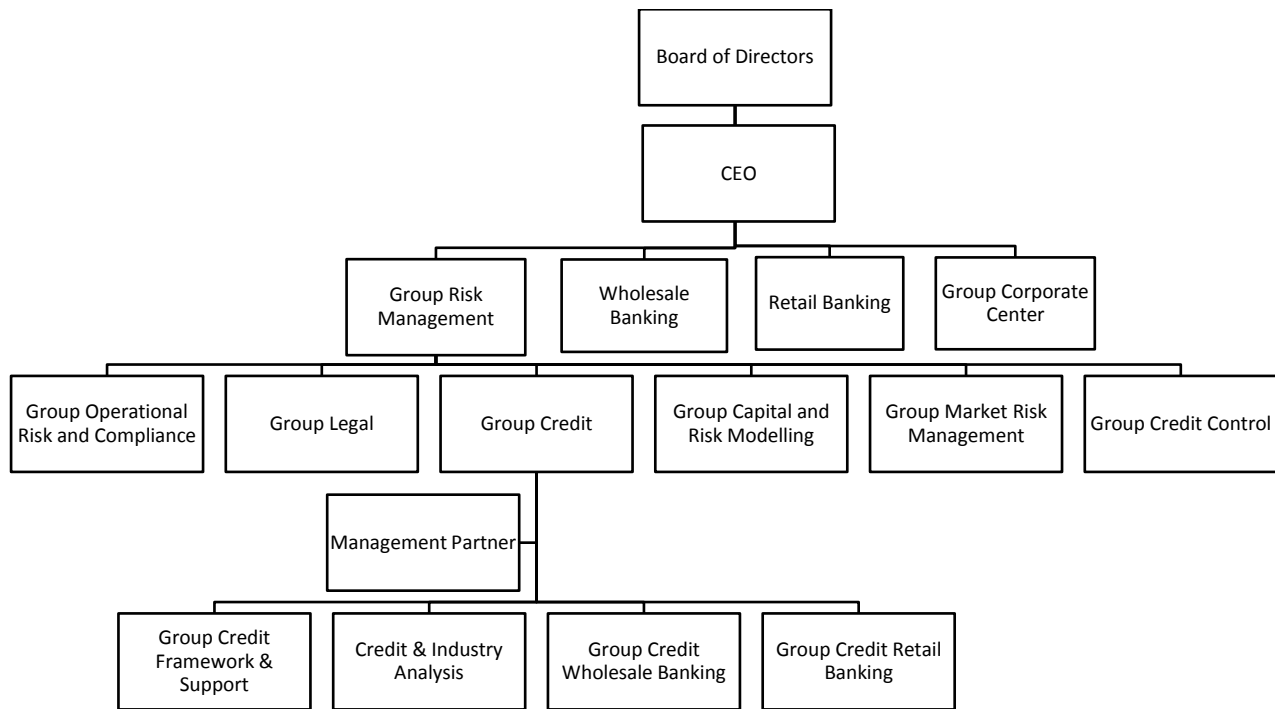 Board of Directors
CEO
Group Risk
Management
Wholesale
Banking
Retail Banking
Group Corporate
Center
Group Operational
Risk and Compliance
Group Legal
Group Credit
Group Capital and
Risk Modelling
Group Market Risk
Management
Group Credit Control
Management Partner
Group Credit
Framework &
Support
Credit & Industry
Analysis
Group Credit
Wholesale Banking
Group Credit Retail
Banking